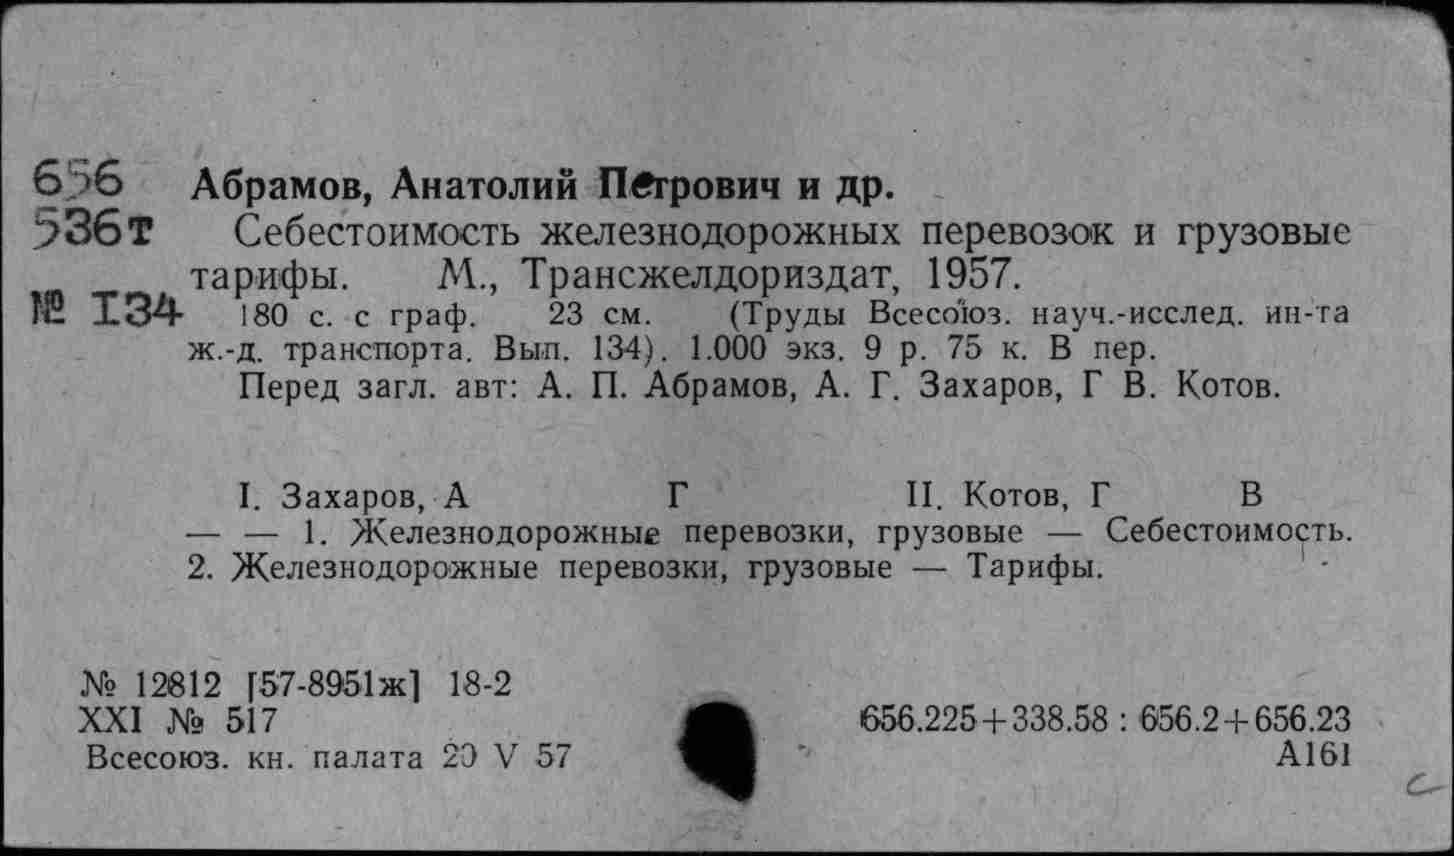 656 Абрамов, Анатолий Петрович и др.
536т Себестоимость железнодорожных перевозок и грузовые
тарифы. М., Трансжелдориздат, 1957.
№ 134 180 с. с граф. 23 см. (Труды Всесоюз. науч.-исслед. ин-та
ж.-д. транспорта. Вып. 134). 1.000 экз. 9 р. 75 к. В пер.
Перед загл. авт: А. П. Абрамов, А. Г. Захаров, Г В. Котов.
I. Захаров, А Г II. Котов, Г В
— — 1. Железнодорожные перевозки, грузовые — Себестоимость.
2. Железнодорожные перевозки, грузовые — Тарифы.
№ 12812 [57-8951ж] 18-2
XXI № 517 656.225+338.58 : 656.2+656.23
Всесоюз. кн. палата 20 V 57 А161